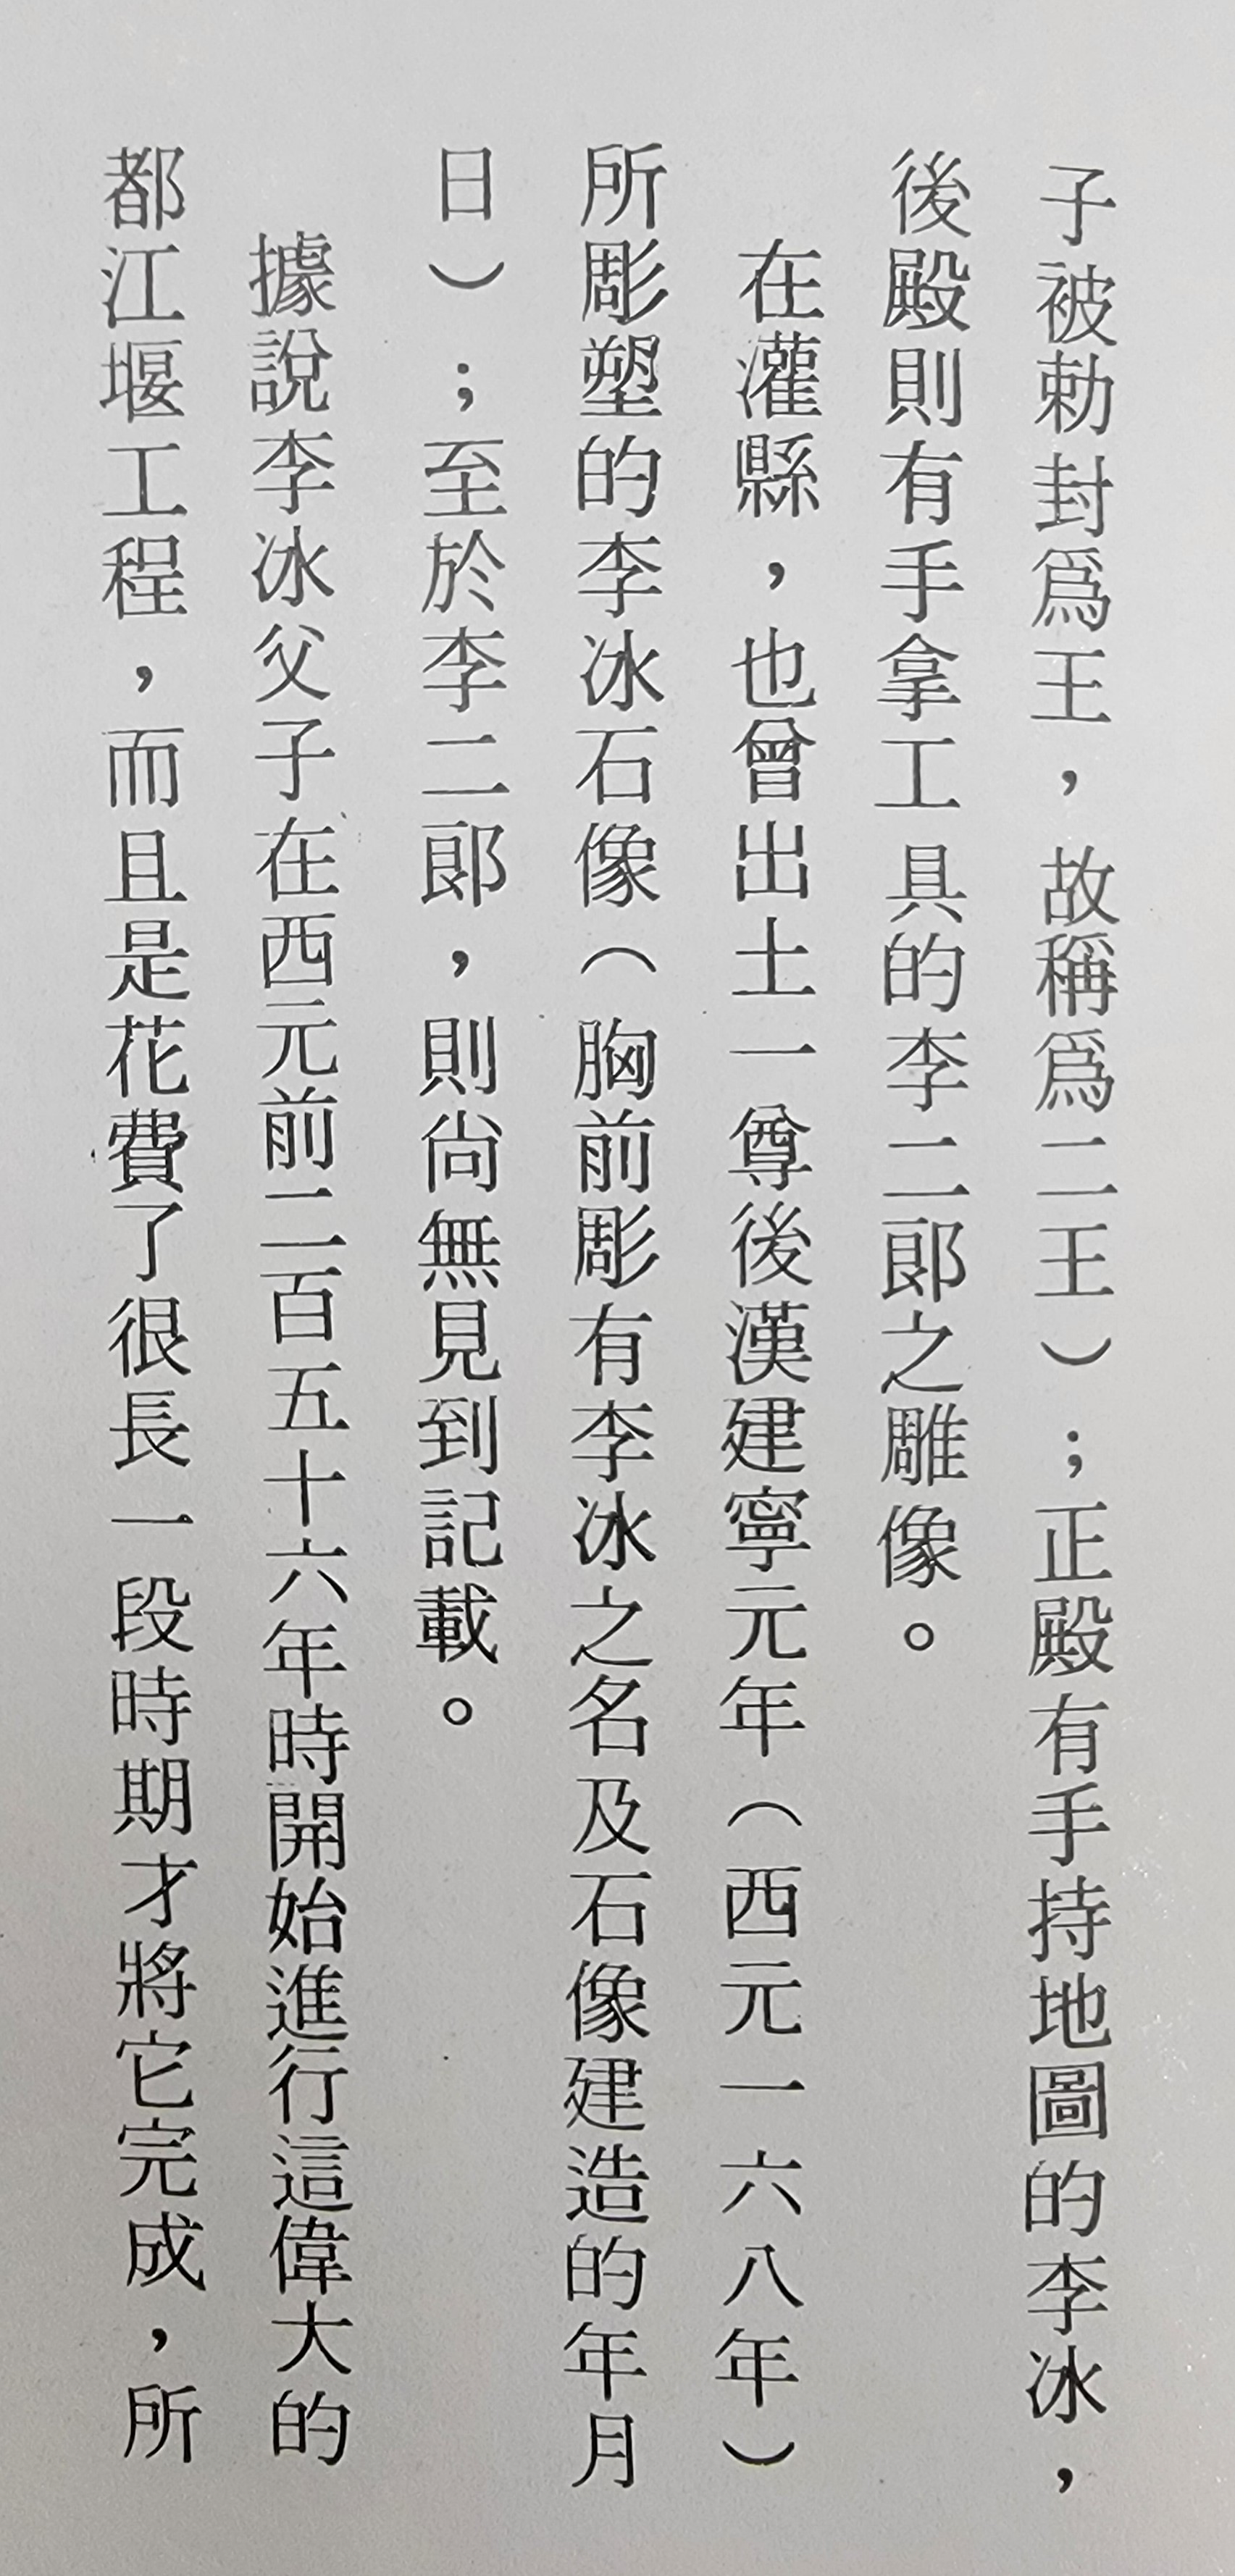 子被勅封爲王，故稱爲二王）；正殿有手持地圖的李冰，
後殿則有手拿工具的李二郎之雕像。
在灌縣，也曾出土一尊後漢建寧元年（西元一六八年）
所彫塑的李冰石像（胸前彫有李冰之名及石像建造的年月
日）；至於李二郎，則尚無見到記載。
據說李冰父子在西元前二百五十六年時開始進行這偉大的
都江堰工程，而且是花費了很長一段時期才將它完成，所